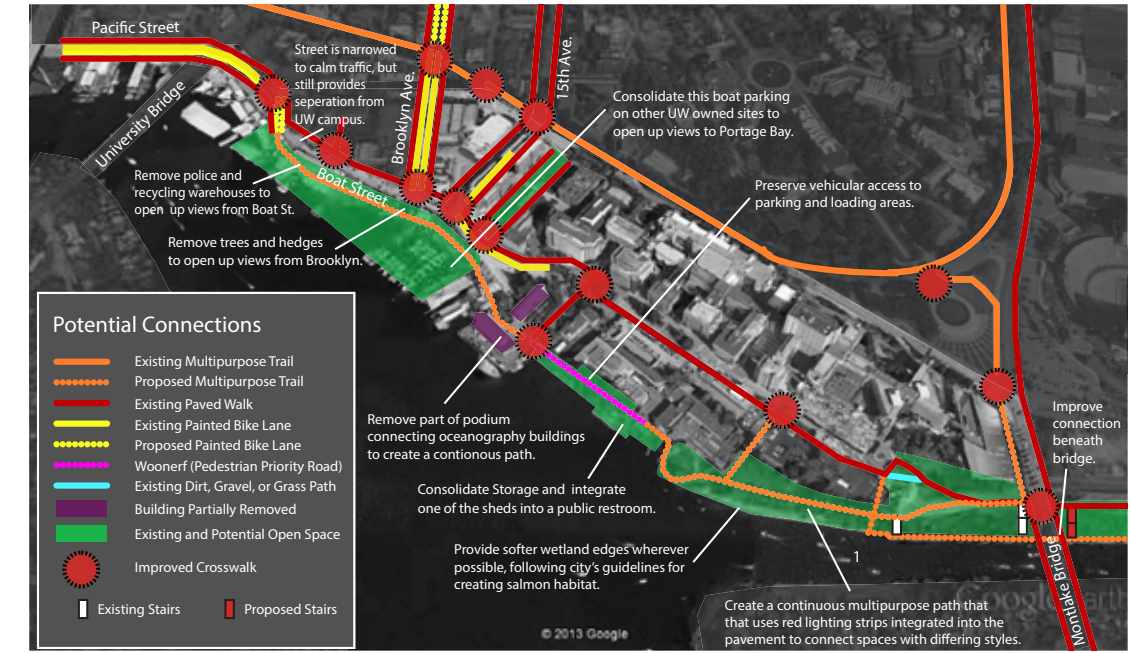 Pacific Street
University Bridge
Street is narrowed
to calm traffic, but
still provides
seperation from
UW campus.
Brooklyn Ave.
15th Ave.
Consolidate this boat parking
on other UW owned sites to
open up views to Portage Bay.
Remove police and
recycling warehouses to
open up views from Boat St.
Boat Street
Preserve vehicular access to
parking and loading areas.
Remove trees and hedges
to open up views from Brooklyn.
Potential Connections
Existing Multipurpose Trail
Proposed Multipurpose Trail
Existing Paved Walk
Existing Painted Bike Lane
Proposed Painted Bike Lane
Woonerf (Pedestrian Priority Road)
Existing Dirt, Gravel, or Grass Path
Building Partially Removed
Existing and Potential Open Space
Improved Crosswalk
Existing Stairs
Proposed Stairs
Remove part of podium
connecting oceanography buildings
to create a contionous path.
Consolidate Storage and integrate
one of the sheds into a public restroom.
Provide softer wetland edges wherever
possible, following city's guidelines for
creating salmon habitat.
Improve
connection
beneath
bridge.
1
Create a continuous multipurpose path that
that uses red lighting strips integrated into the
pavement to connect spaces with differing styles.
Montlake Bridge
© 2013 Google
Google earth